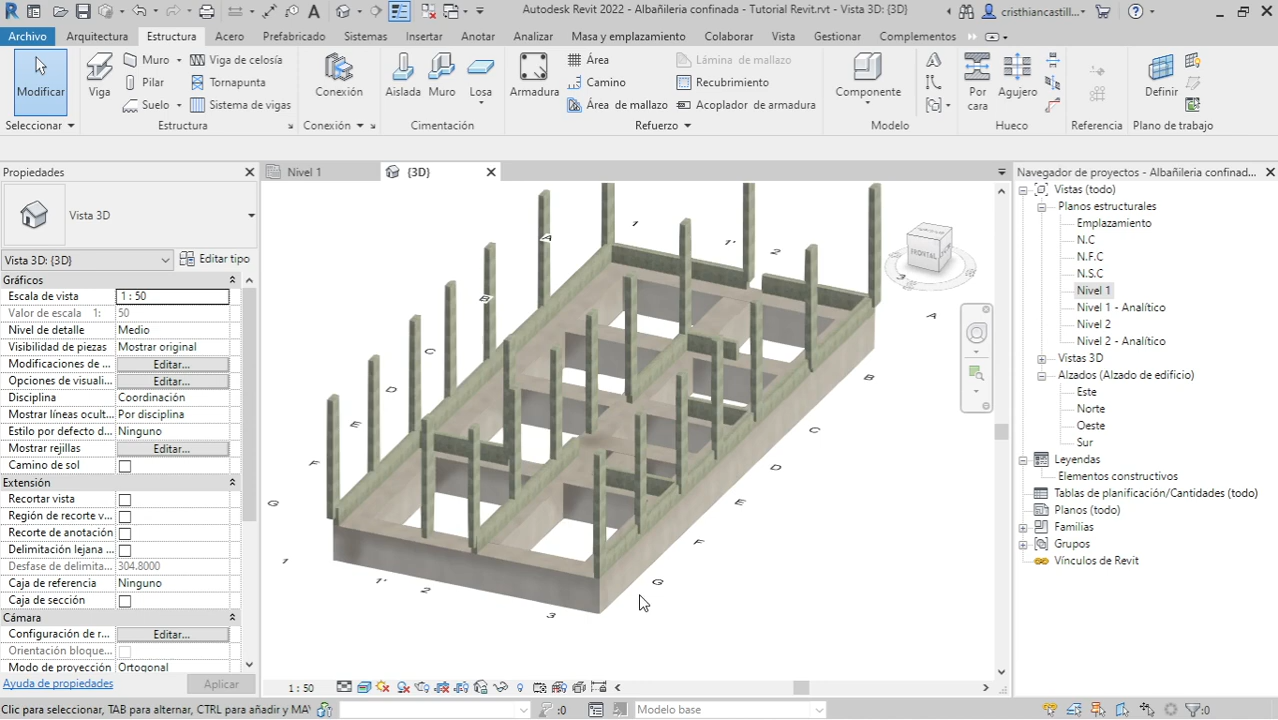 Autodesk Revit 2022 - Albañileria confinada - Tutorial Revit.rvt - Vista 3D: {3D}
cristhiancastill...
Archivo Arquitectura Estructura Acero Prefabricado Sistemas Insertar Anotar Analizar Masa y emplazamiento Colaborar Vista Gestionar Complementos
Modificar
Viga
Muro
Pilar
Suelo
Viga de celosía
Tornapunta
Sistema de vigas
Conexión
Aislada
Muro
Losa
Armadura
Área
Camino
Área de mallazo
Lámina de mallazo
Recubrimiento
Acoplador de armadura
Componente
Por cara
Agujero
Definir
Seleccionar
Estructura
Conexión
Cimentación
Refuerzo
Modelo
Hueco
Referencia
Plano de trabajo
Propiedades
Vista 3D
Vista 3D: {3D}
Editar tipo
Gráficos
Escala de vista 1 : 50
Valor de escala 1: 50
Nivel de detalle Medio
Visibilidad de piezas Mostrar original
Modificaciones de ... Editar...
Opciones de visuali... Editar...
Disciplina Coordinación
Mostrar líneas ocult... Por disciplina
Estilo por defecto d... Ninguno
Mostrar rejillas Editar...
Camino de sol
Extensión
Recortar vista
Región de recorte v...
Recorte de anotación
Delimitación lejana ...
Desfase de delimita... 304.8000
Caja de referencia Ninguno
Caja de sección
Cámara
Configuración de r... Editar...
Orientación bloque...
Modo de proyección Ortogonal
Ayuda de propiedades
Aplicar
Nivel 1
{3D}
1
1'
2
A
B
C
D
E
F
G
1
1'
2
3
3
A
B
C
D
E
F
G
FRONTAL
1 : 50
Navegador de proyectos - Albañileria confinad...
Vistas (todo)
Planos estructurales
Emplazamiento
N.C
N.F.C
N.S.C
Nivel 1
Nivel 1 - Analítico
Nivel 2
Nivel 2 - Analítico
Vistas 3D
Alzados (Alzado de edificio)
Este
Norte
Oeste
Sur
Leyendas
Elementos constructivos
Tablas de planificación/Cantidades (todo)
Planos (todo)
Familias
Grupos
Vínculos de Revit
Clic para seleccionar, TAB para alternar, CTRL para añadir y MA
:0
Modelo base
:0